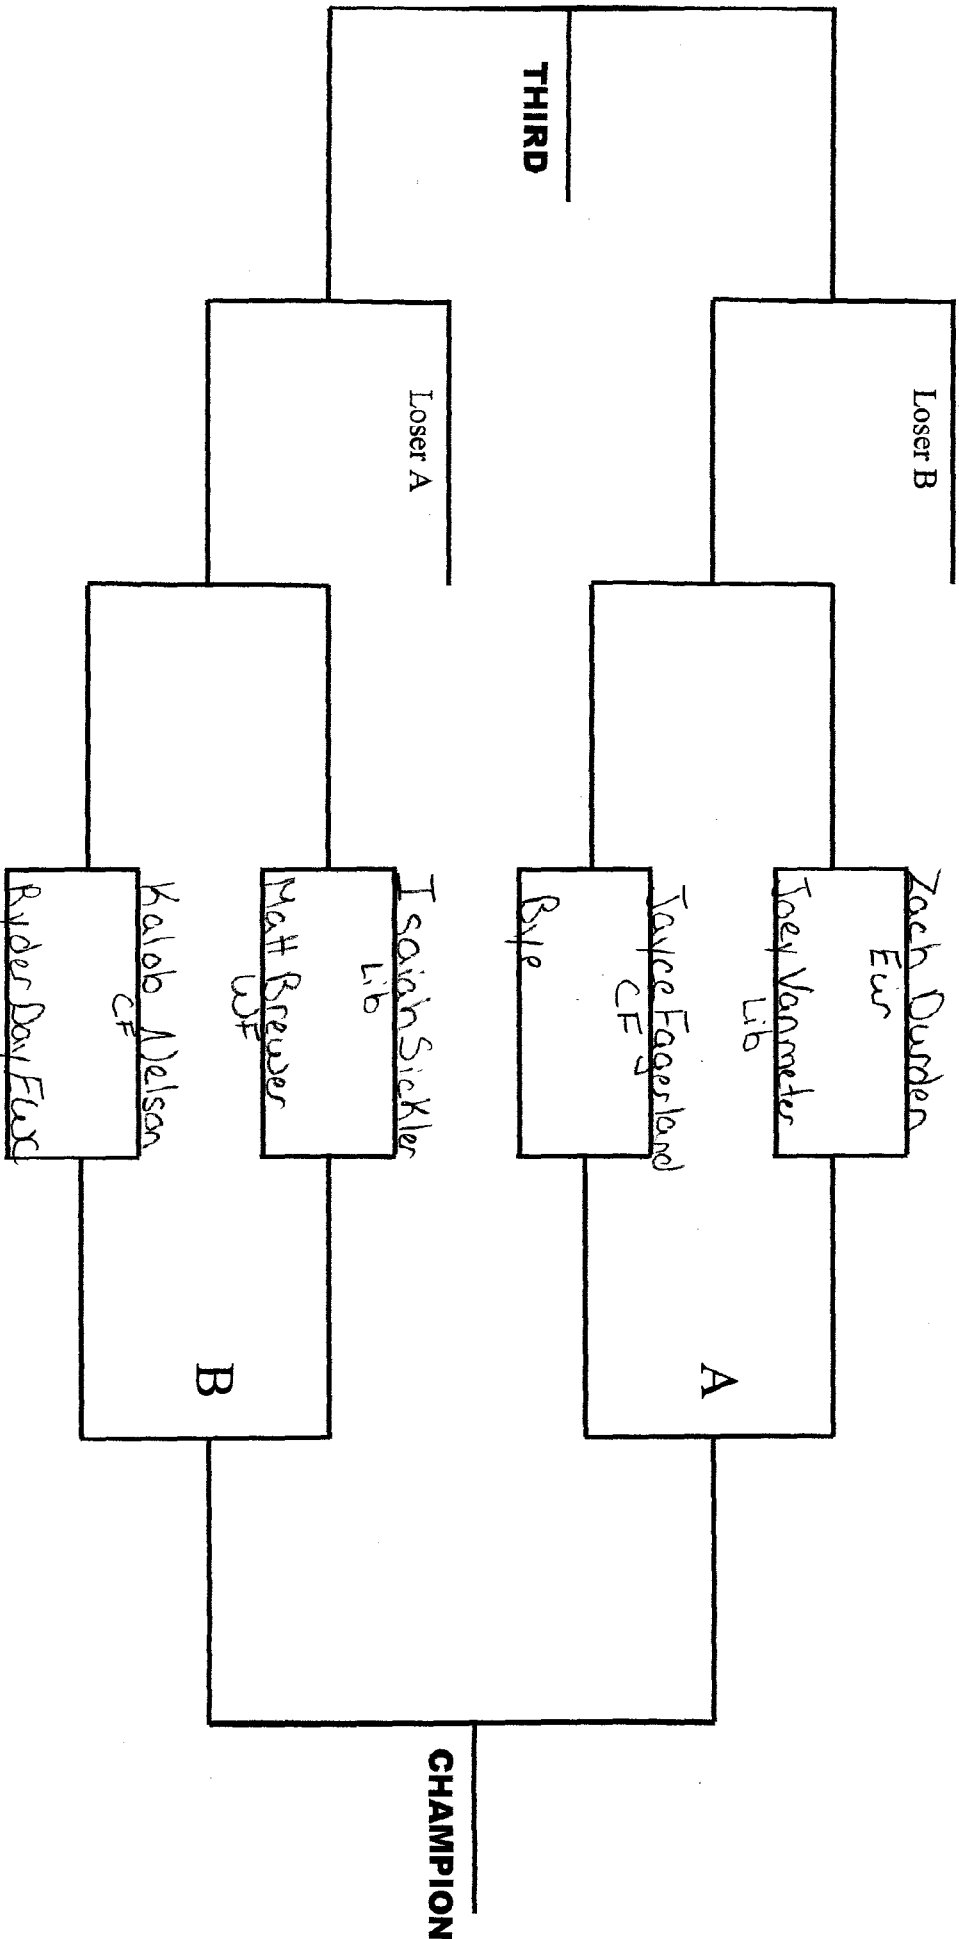 Loser B
Zach Durden
Eur
Joey Vanmeter
Lib
A
Jayce Fagerland
CF
THIRD
Bye
CHAMPION
Loser A
Isaiah Sickler
Lib
Matt Brewer
WF
B
Kalob Nelson
CF
Ryder Day